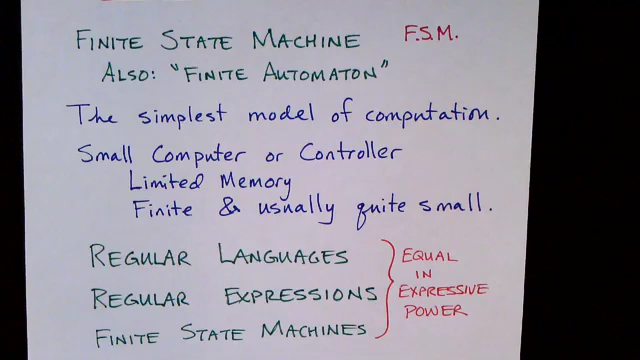 FINITE STATE MACHINE F.S.M.
ALSO: "FINITE AUTOMATON"
The simplest model of computation.
Small Computer or Controller
Limited Memory
Finite & usually quite small.
REGULAR LANGUAGES
REGULAR EXPRESSIONS
FINITE STATE MACHINES
EQUAL
IN
EXPRESSIVE
POWER